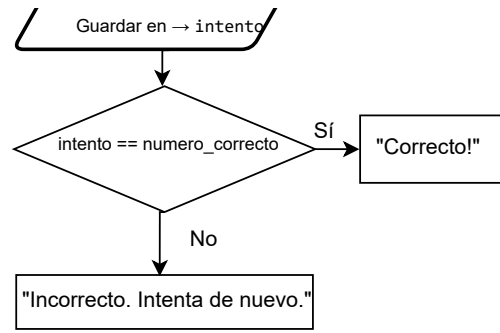 Guardar en → intento
intento == numero_correcto
Sí
"Correcto!"
No
"Incorrecto. Intenta de nuevo."